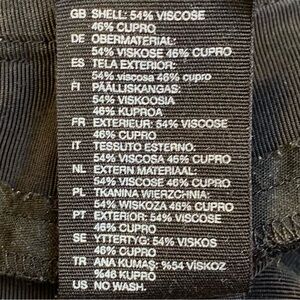 GB SHELL: 54% VISCOSE
46% CUPRO
DE OBERMATERIAL:
54% VISKOSE 46% CUPRO
ES TELA EXTERIOR:
54% viscosa 46% cupro
FI PÄÄLLISKANGAS:
54% VISKOOSIA
46% KUPROA
FR EXTERIEUR: 54% VISCOSE
46% CUPRO
IT TESSUTO ESTERNO:
54% VISCOSA 46% CUPRO
NL EXTERN MATERIAAL:
54% VISCOSE 46% CUPRO
PL TKANINA WIERZCHNIA:
54% WISKOZA 46% CUPRO
PT EXTERIOR: 54% VISCOSE
46% CUPRO
SE YTTERTYG: 54% VISKOS
46% CUPRO
TR ANA KUMAŞ: %54 VİSKOZ
%46 KUPRO
US NO WASH.